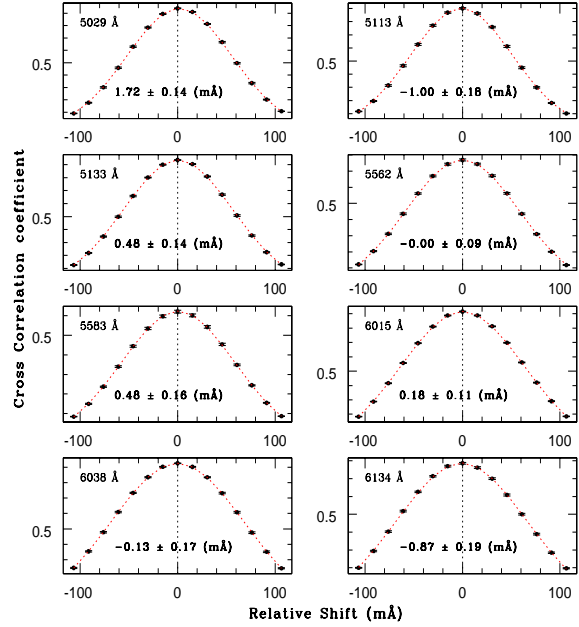 5029 Å
0.5
1.72 ± 0.14 (mÅ)
-100 0 100
5113 Å
0.5
-1.00 ± 0.18 (mÅ)
-100 0 100
5133 Å
0.5
0.48 ± 0.14 (mÅ)
-100 0 100
5562 Å
0.5
-0.00 ± 0.09 (mÅ)
-100 0 100
5583 Å
0.5
0.48 ± 0.16 (mÅ)
-100 0 100
6015 Å
0.5
0.18 ± 0.11 (mÅ)
-100 0 100
6038 Å
0.5
-0.13 ± 0.17 (mÅ)
-100 0 100
6134 Å
0.5
-0.87 ± 0.19 (mÅ)
-100 0 100
Cross Correlation coefficient
Relative Shift (mÅ)